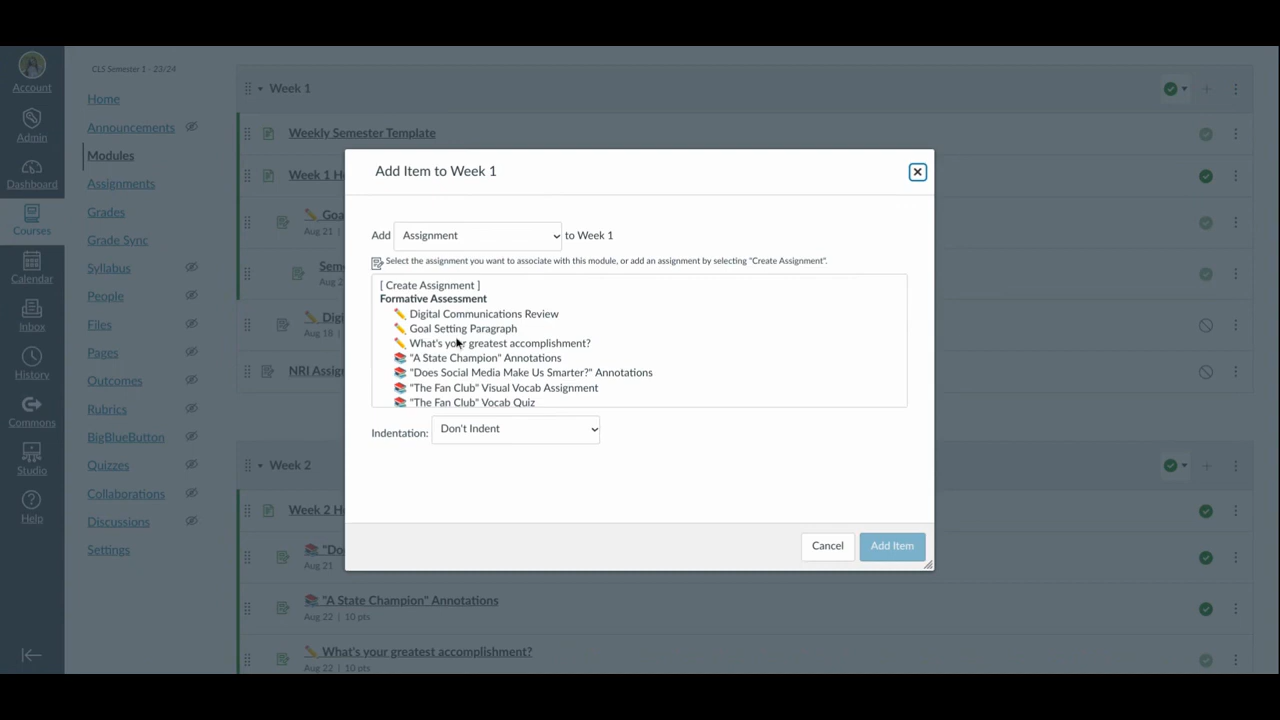 Account
Admin
Dashboard
Courses
Calendar
Inbox
History
Commons
Studio
Help
CLS Semester 1 - 23/24
Home
Announcements
Modules
Assignments
Grades
Grade Sync
Syllabus
People
Files
Pages
Outcomes
Rubrics
BigBlueButton
Quizzes
Collaborations
Discussions
Settings
Week 1
Weekly Semester Template
Week 1 H
✏️ Goa
Aug 21
Sem
Aug 2
✏️ Digi
Aug 18
NRI Assig
Add Item to Week 1
Add Assignment to Week 1
Select the assignment you want to associate with this module, or add an assignment by selecting "Create Assignment".
[ Create Assignment ]
Formative Assessment
✏️ Digital Communications Review
✏️ Goal Setting Paragraph
✏️ What's your greatest accomplishment?
📚 "A State Champion" Annotations
📚 "Does Social Media Make Us Smarter?" Annotations
📚 "The Fan Club" Visual Vocab Assignment
📚 "The Fan Club" Vocab Quiz
Indentation: Don't Indent
Cancel Add Item
Week 2
Week 2 H
📚 "Do
Aug 21
📚 "A State Champion" Annotations
Aug 22 | 10 pts
✏️ What's your greatest accomplishment?
Aug 22 | 10 pts